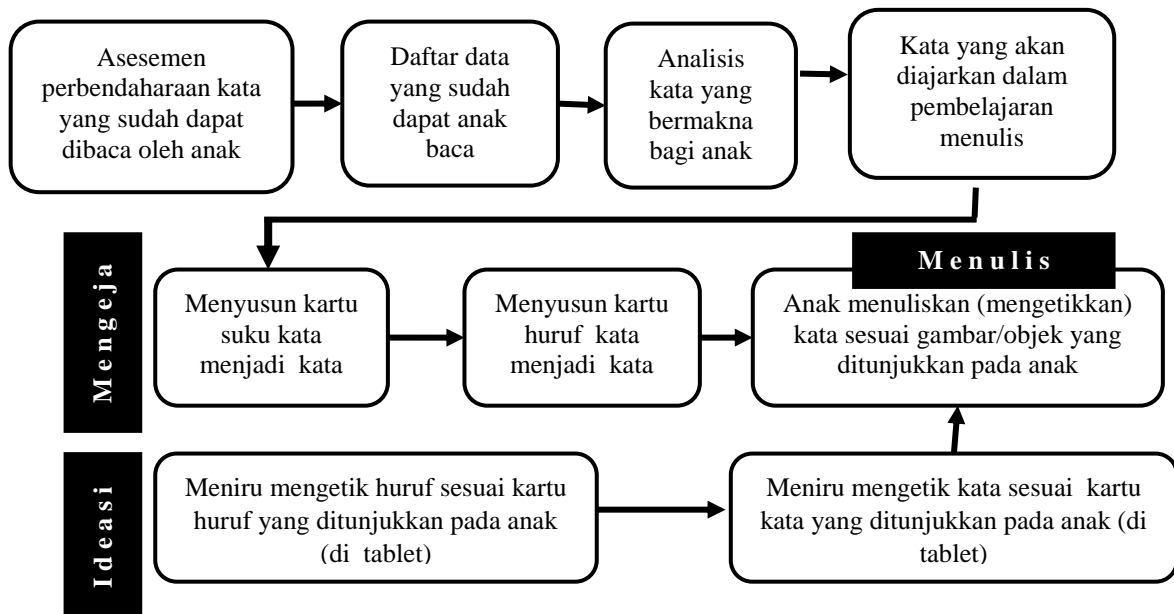 Asesemen
perbendaharaan kata
yang sudah dapat
dibaca oleh anak
Daftar data
yang sudah
dapat anak
baca
Analisis
kata yang
bermakna
bagi anak
Kata yang akan
diajarkan dalam
pembelajaran
menulis
Mengeja
Menyusun kartu
suku kata
menjadi kata
Menyusun kartu
huruf kata
menjadi kata
Menulis
Anak menuliskan (mengetikkan)
kata sesuai gambar/objek yang
ditunjukkan pada anak
Ideasi
Meniru mengetik huruf sesuai kartu
huruf yang ditunjukkan pada anak
(di tablet)
Meniru mengetik kata sesuai kartu
kata yang ditunjukkan pada anak (di
tablet)